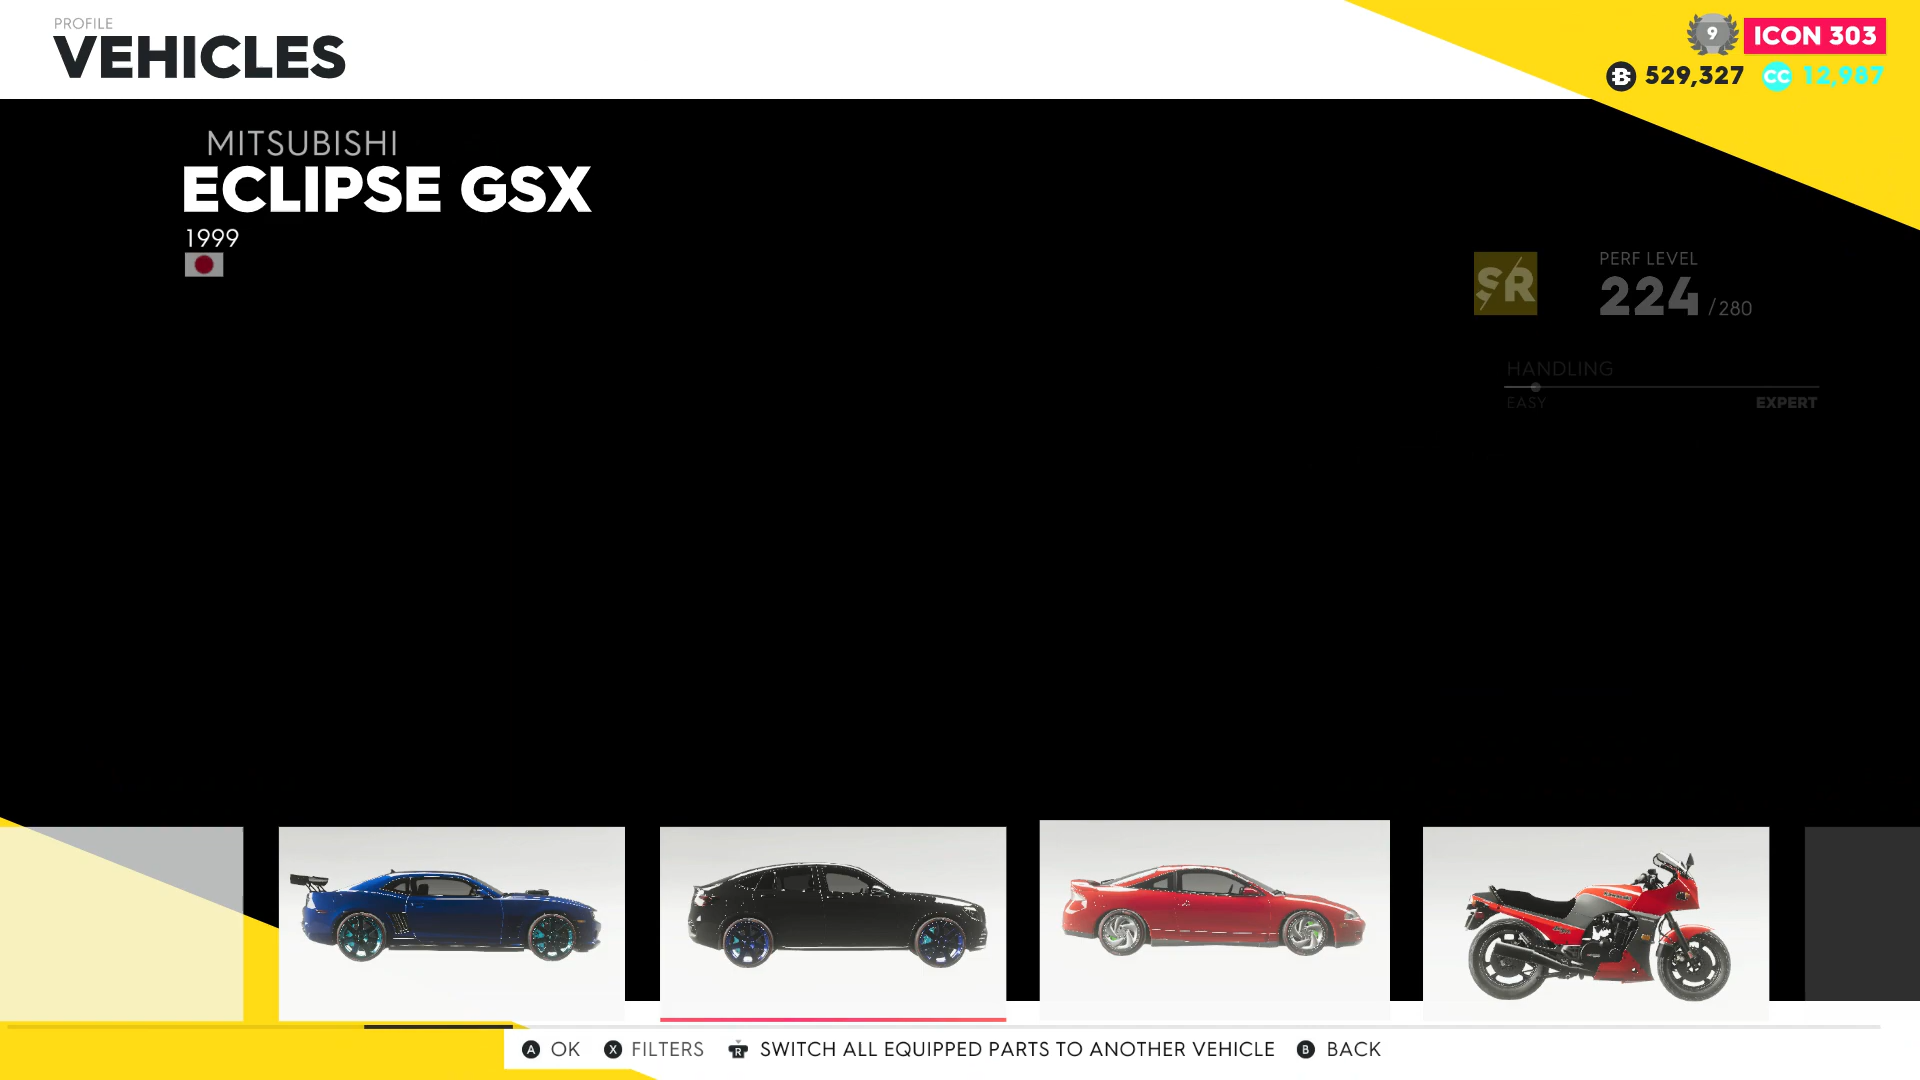 PROFILE
VEHICLES
9
ICON 303
529,327
CC 12,987
MITSUBISHI
ECLIPSE GSX
1999
SR
PERF LEVEL
224 /280
HANDLING
EASY
EXPERT
A OK
X FILTERS
R SWITCH ALL EQUIPPED PARTS TO ANOTHER VEHICLE
B BACK